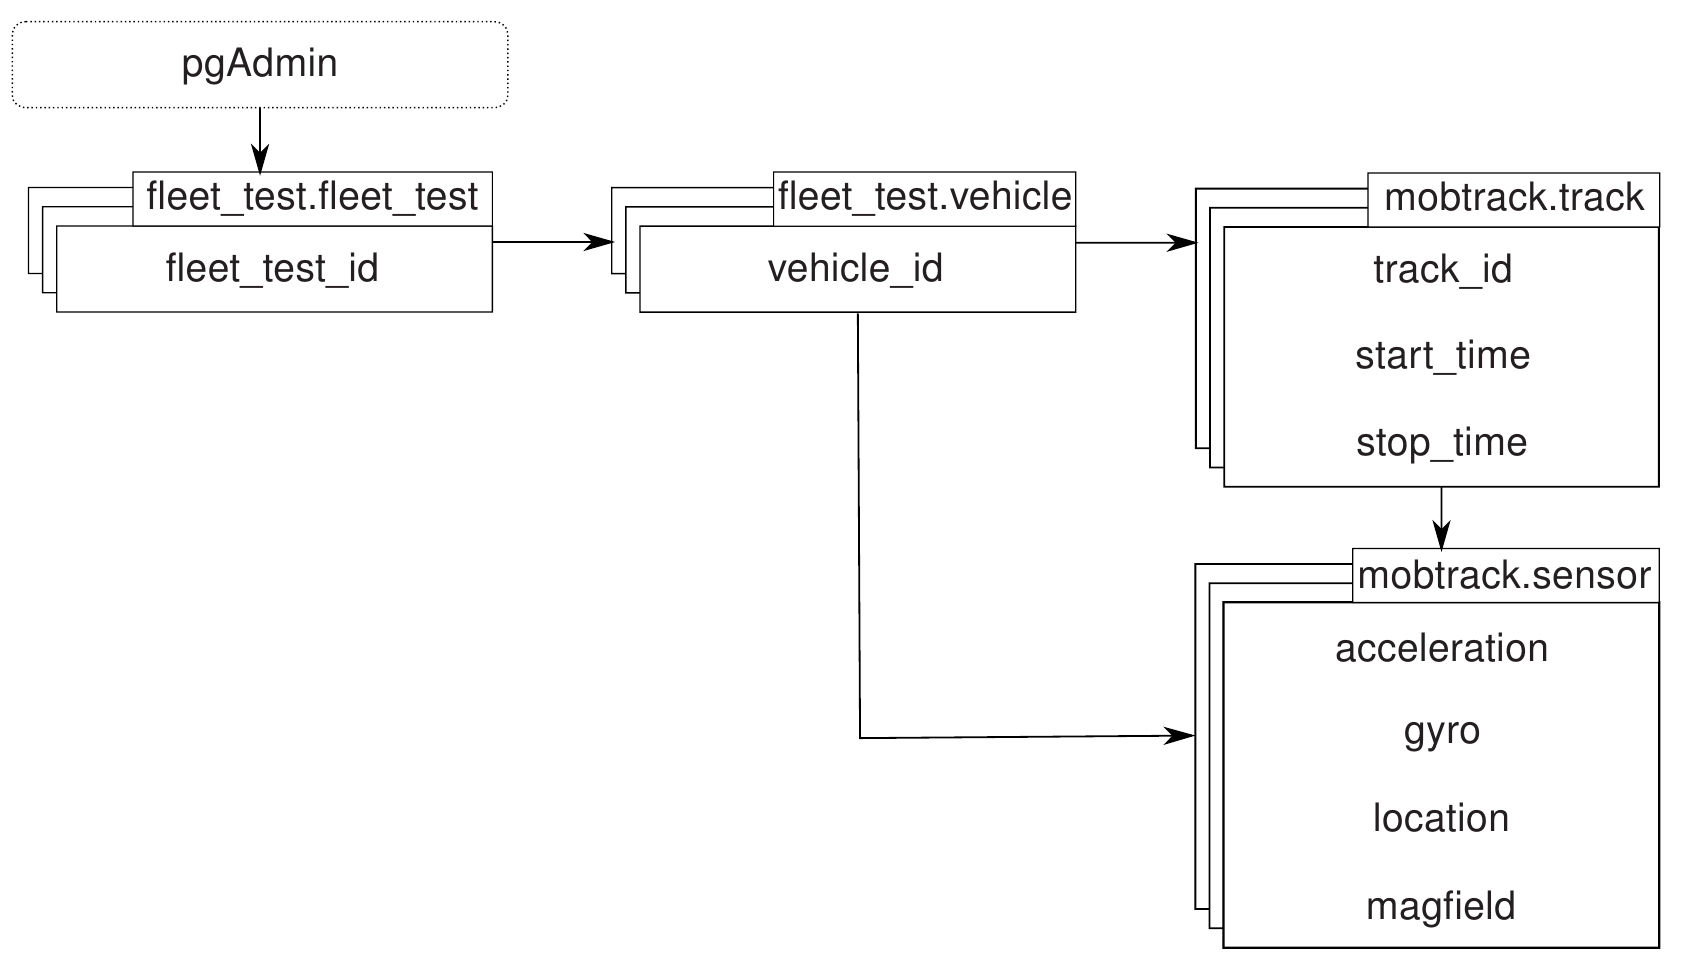 pgAdmin
fleet_test.fleet_test
fleet_test_id
fleet_test.vehicle
vehicle_id
mobtrack.track
track_id
start_time
stop_time
mobtrack.sensor
acceleration
gyro
location
magfield